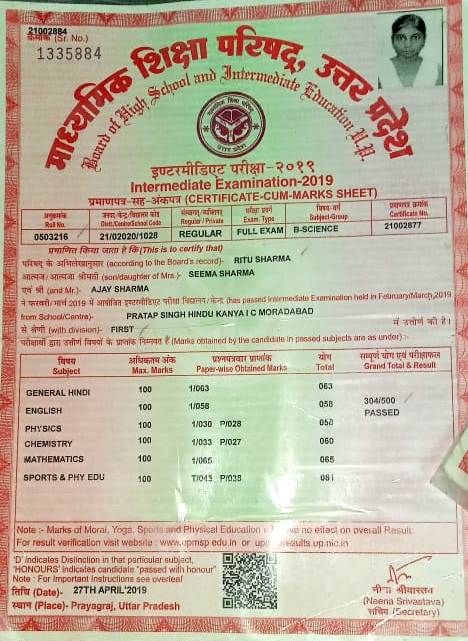 21002884
क्रमांक (Sr. No.)
1335884
माध्यमिक शिक्षा परिषद्, उत्तर प्रदेश
Board of High School and Intermediate Education U.P.
इण्टरमीडिएट परीक्षा-२०१९
Intermediate Examination-2019
प्रमाणपत्र-सह-अंकपत्र (CERTIFICATE-CUM-MARKS SHEET)
अनुक्रमांक जनपद/केन्द्र/विद्यालय कोड संस्थागत/व्यक्तिगत परीक्षा प्रकार विषय-वर्ग प्रमाणपत्र क्रमांक
Roll No. Distt/Centre/School Code Regular / Private Exam. Type Subject-Group Certificate No.
0503216 21/02020/1028 REGULAR FULL EXAM B-SCIENCE 21002877
प्रमाणित किया जाता है कि (This is to certify that)
परिषद के अभिलेखानुसार (according to the Board's record)- RITU SHARMA
आत्मज/आत्मजा श्रीमती (son/daughter of Mrs.)- SEEMA SHARMA
एवं श्री (and Mr.)- AJAY SHARMA
ने फरवरी/मार्च 2019 में आयोजित इण्टरमीडिएट परीक्षा विद्यालय/केन्द्र (has passed Intermediate Examination held in February/March,2019
from School/Centre)- PRATAP SINGH HINDU KANYA I C MORADABAD
से श्रेणी (with division)- FIRST में उत्तीर्ण की है।
परीक्षार्थी द्वारा उत्तीर्ण विषयों के प्राप्तांक निम्नवत हैं (Marks obtained by the candidate in passed subjects are as under) :-
विषय अधिकतम अंक प्रश्नपत्रवार प्राप्तांक योग सम्पूर्ण योग एवं परीक्षाफल
Subject Max. Marks Paper-wise Obtained Marks Total Grand Total & Result
GENERAL HINDI 100 1/063 063
ENGLISH 100 1/058 058 304/500
PASSED
PHYSICS 100 1/030 P/028 058
CHEMISTRY 100 1/033 P/027 060
MATHEMATICS 100 1/065 065
SPORTS & PHY EDU 100 T/043 P/038 081
Note :- Marks of Moral, Yoga, Sports and Physical Education no effect on overall Result.
For result verification visit website : www.upmsp.edu.in or results.up.nic.in
'D' indicates Distinction in that particular subject,
'HONOURS' indicates candidate "passed with honour"
Note : For Important Instructions see overleaf
तिथि (Date) - 27TH APRIL'2019
स्थान (Place)- Prayagraj, Uttar Pradesh
नीना श्रीवास्तव
(Neena Srivastava)
सचिव (Secretary)